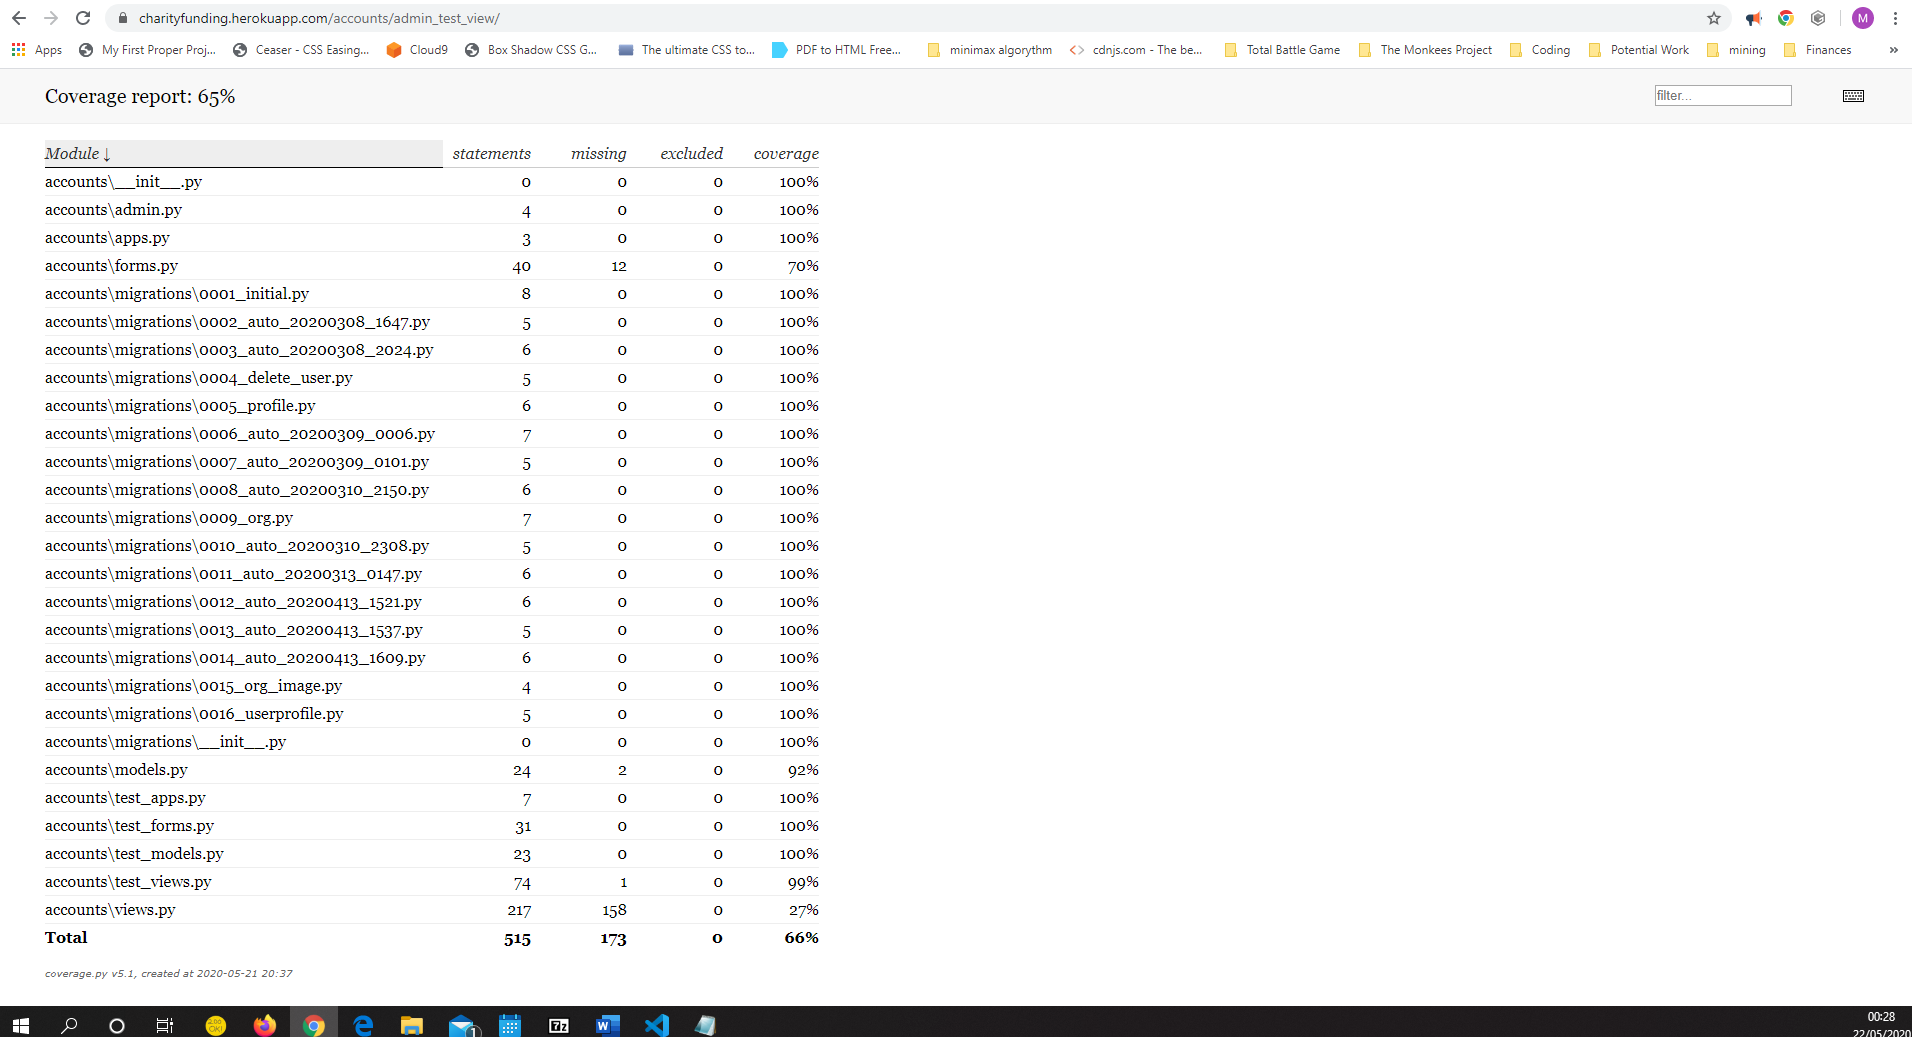 charityfunding.herokuapp.com/accounts/admin_test_view/
M
Apps My First Proper Proj... Ceaser - CSS Easing... Cloud9 Box Shadow CSS G... The ultimate CSS to... PDF to HTML Free... minimax algorythm cdnjs.com - The be... Total Battle Game The Monkees Project Coding Potential Work mining Finances »
Coverage report: 65%
filter...
Module ↓ statements missing excluded coverage
accounts\__init__.py 0 0 0 100%
accounts\admin.py 4 0 0 100%
accounts\apps.py 3 0 0 100%
accounts\forms.py 40 12 0 70%
accounts\migrations\0001_initial.py 8 0 0 100%
accounts\migrations\0002_auto_20200308_1647.py 5 0 0 100%
accounts\migrations\0003_auto_20200308_2024.py 6 0 0 100%
accounts\migrations\0004_delete_user.py 5 0 0 100%
accounts\migrations\0005_profile.py 6 0 0 100%
accounts\migrations\0006_auto_20200309_0006.py 7 0 0 100%
accounts\migrations\0007_auto_20200309_0101.py 5 0 0 100%
accounts\migrations\0008_auto_20200310_2150.py 6 0 0 100%
accounts\migrations\0009_org.py 7 0 0 100%
accounts\migrations\0010_auto_20200310_2308.py 5 0 0 100%
accounts\migrations\0011_auto_20200313_0147.py 6 0 0 100%
accounts\migrations\0012_auto_20200413_1521.py 6 0 0 100%
accounts\migrations\0013_auto_20200413_1537.py 5 0 0 100%
accounts\migrations\0014_auto_20200413_1609.py 6 0 0 100%
accounts\migrations\0015_org_image.py 4 0 0 100%
accounts\migrations\0016_userprofile.py 5 0 0 100%
accounts\migrations\__init__.py 0 0 0 100%
accounts\models.py 24 2 0 92%
accounts\test_apps.py 7 0 0 100%
accounts\test_forms.py 31 0 0 100%
accounts\test_models.py 23 0 0 100%
accounts\test_views.py 74 1 0 99%
accounts\views.py 217 158 0 27%
Total 515 173 0 66%
coverage.py v5.1, created at 2020-05-21 20:37
1
7z
W
00:28
22/05/2020